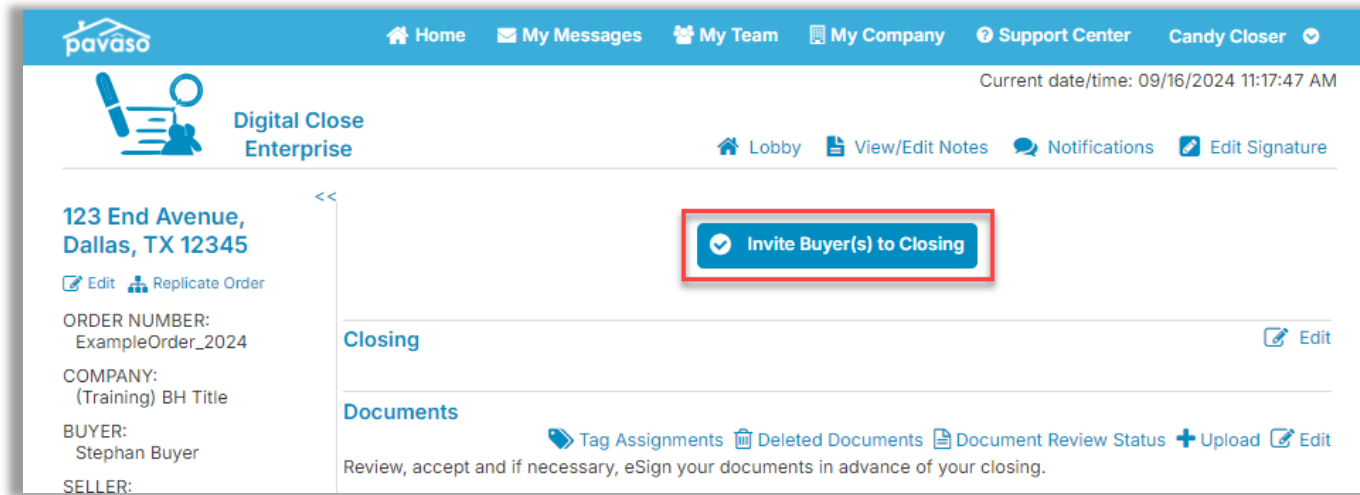 pavaso
Home My Messages My Team My Company Support Center Candy Closer
Current date/time: 09/16/2024 11:17:47 AM
Digital Close
Enterprise
Lobby View/Edit Notes Notifications Edit Signature
<<
123 End Avenue,
Dallas, TX 12345
Edit Replicate Order
ORDER NUMBER:
ExampleOrder_2024
COMPANY:
(Training) BH Title
BUYER:
Stephan Buyer
SELLER:
Invite Buyer(s) to Closing
Closing Edit
Documents
Tag Assignments Deleted Documents Document Review Status Upload Edit
Review, accept and if necessary, eSign your documents in advance of your closing.